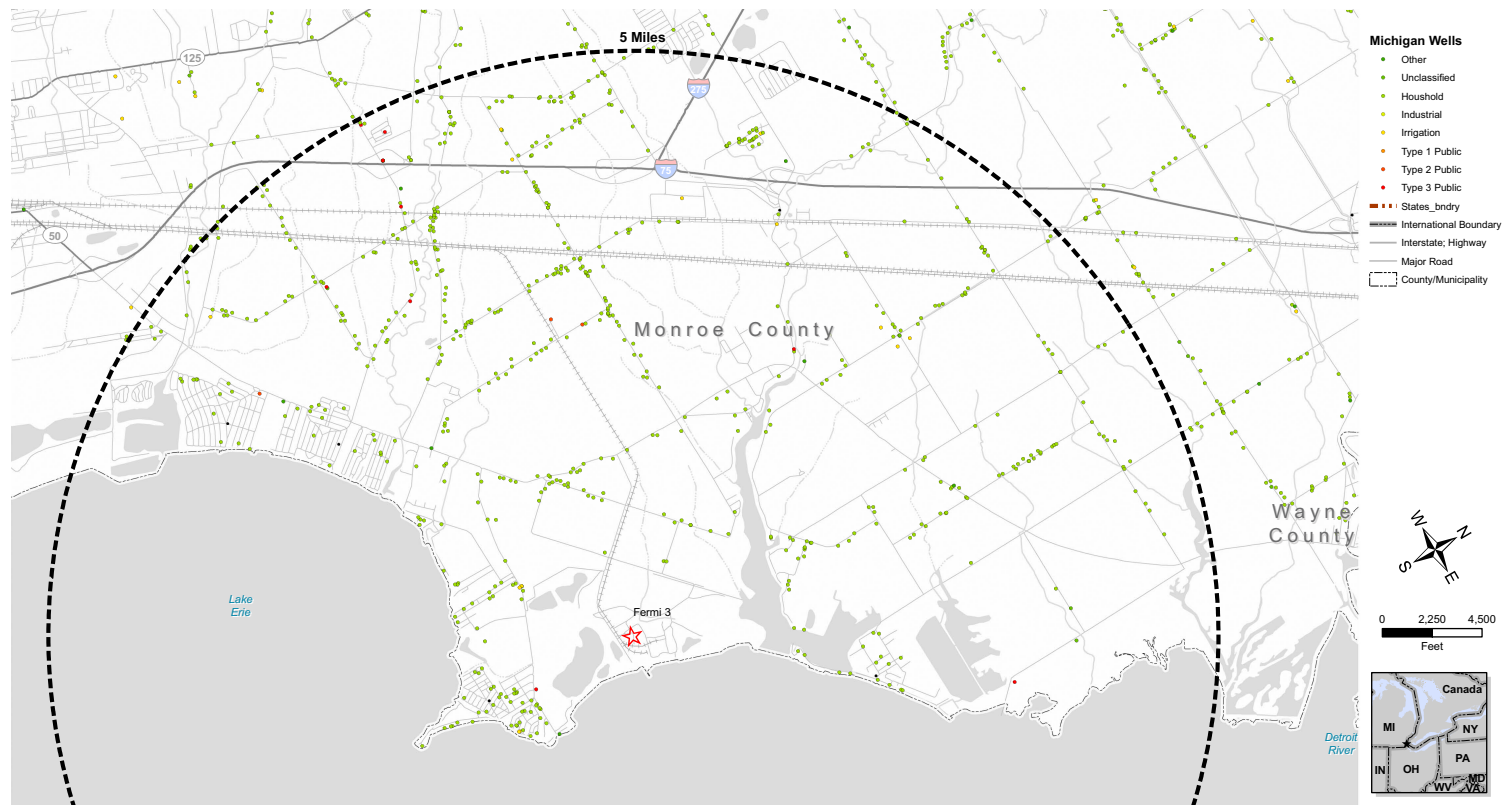 5 Miles
125
275
75
50
Monroe County
Wayne
County
Lake
Erie
Fermi 3
Detroit
River
Michigan Wells
Other
Unclassified
Houshold
Industrial
Irrigation
Type 1 Public
Type 2 Public
Type 3 Public
States_bndry
International Boundary
Interstate; Highway
Major Road
County/Municipality
W
N
S
E
0 2,250 4,500
Feet
Canada
MI
NY
PA
IN
OH
MD
WV
VA